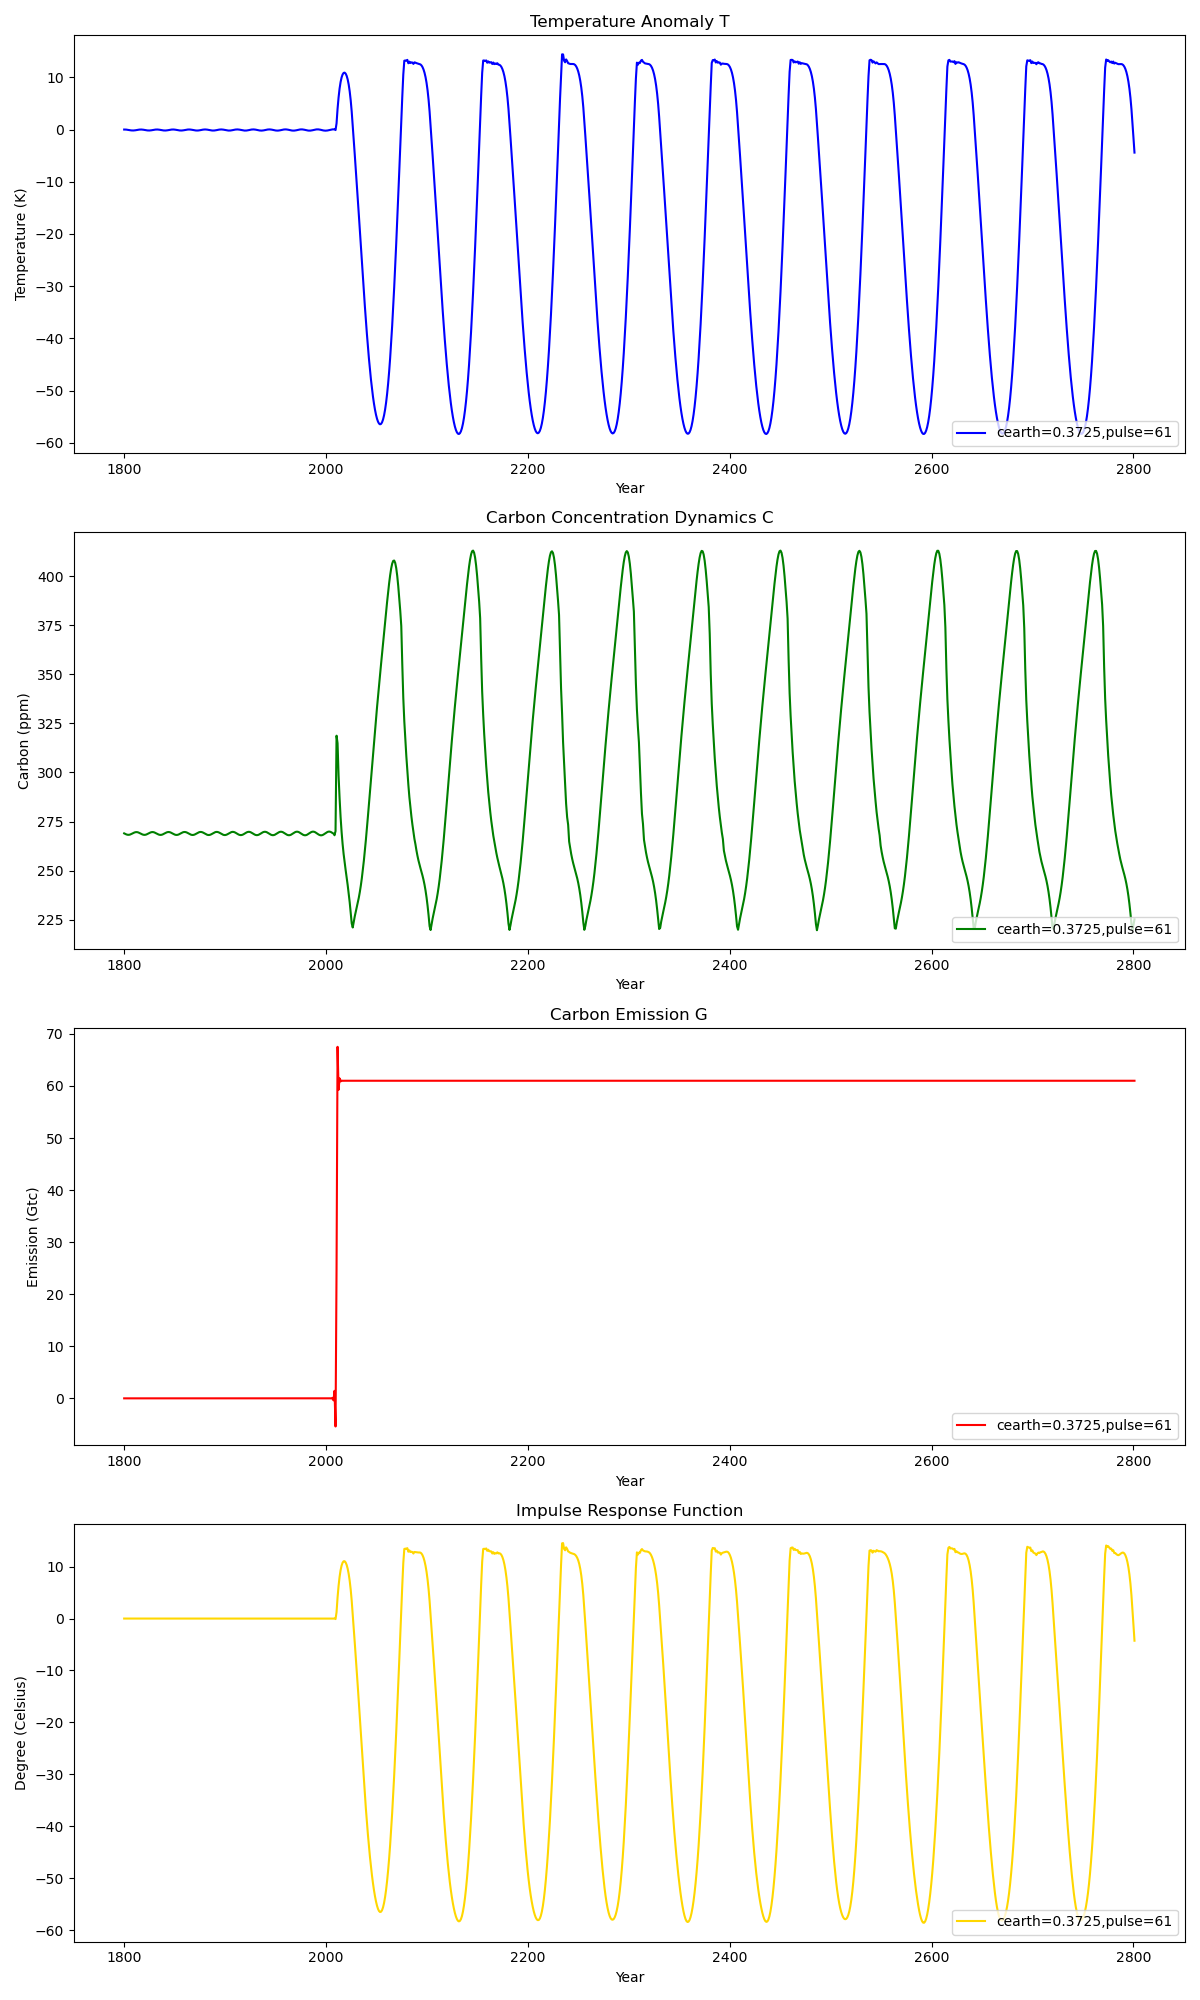 Temperature Anomaly T
10
0
−10
−20
−30
−40
−50
−60
Temperature (K)
cearth=0.3725,pulse=61
1800 2000 2200 2400 2600 2800
Year
Carbon Concentration Dynamics C
400
375
350
325
300
275
250
225
Carbon (ppm)
cearth=0.3725,pulse=61
1800 2000 2200 2400 2600 2800
Year
Carbon Emission G
70
60
50
40
30
20
10
0
Emission (Gtc)
cearth=0.3725,pulse=61
1800 2000 2200 2400 2600 2800
Year
Impulse Response Function
10
0
−10
−20
−30
−40
−50
−60
Degree (Celsius)
cearth=0.3725,pulse=61
1800 2000 2200 2400 2600 2800
Year